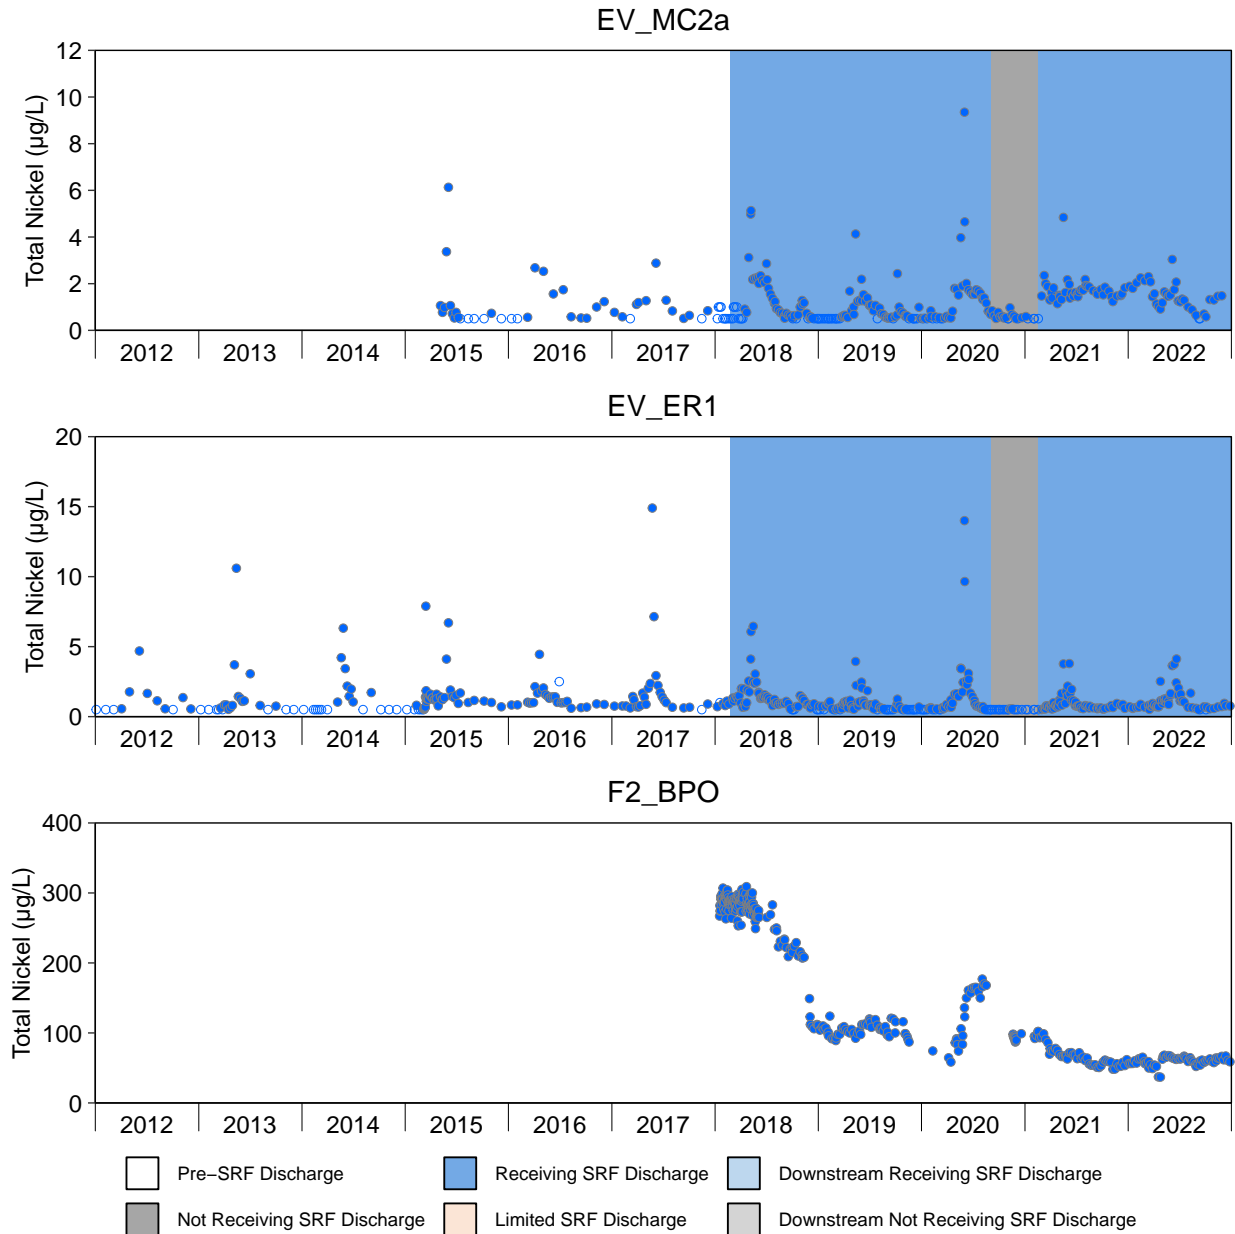 EV_MC2a
Total Nickel (µg/L)
12
10
8
6
4
2
0
2012 2013 2014 2015 2016 2017 2018 2019 2020 2021 2022
EV_ER1
Total Nickel (µg/L)
20
15
10
5
0
2012 2013 2014 2015 2016 2017 2018 2019 2020 2021 2022
F2_BPO
Total Nickel (µg/L)
400
300
200
100
0
2012 2013 2014 2015 2016 2017 2018 2019 2020 2021 2022
Pre−SRF Discharge Receiving SRF Discharge Downstream Receiving SRF Discharge
Not Receiving SRF Discharge Limited SRF Discharge Downstream Not Receiving SRF Discharge